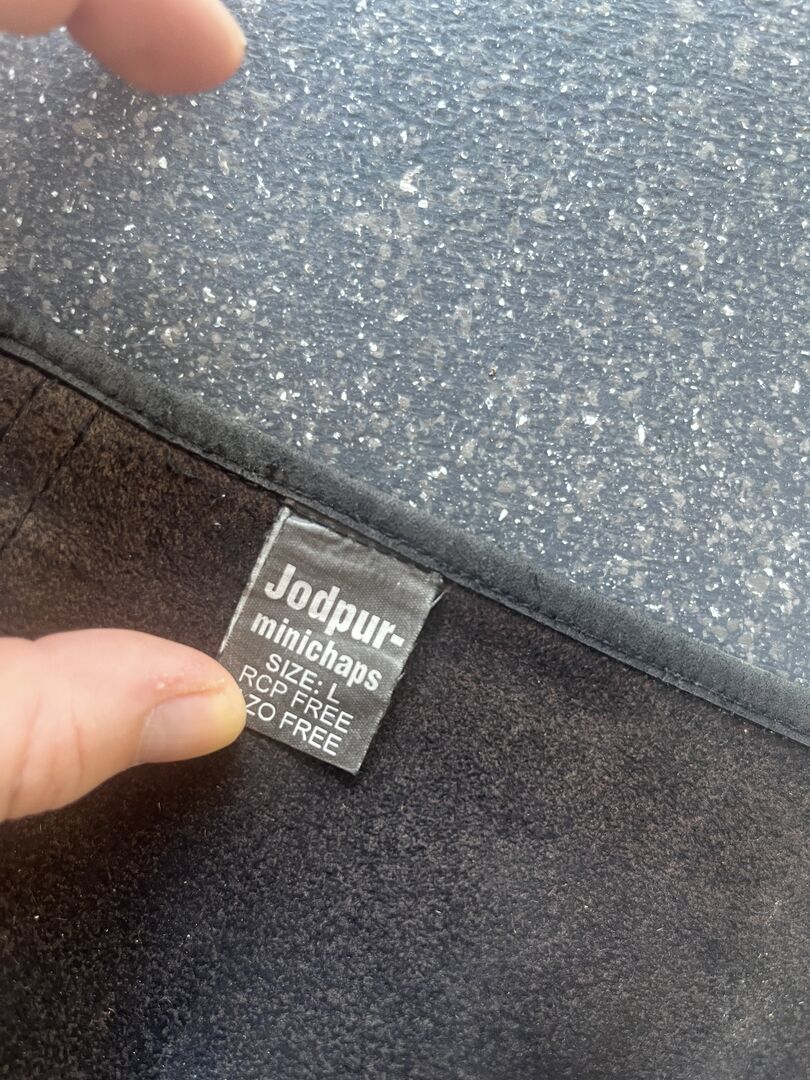 Jodpur-
minichaps
SIZE: L
RCP FREE
ZO FREE